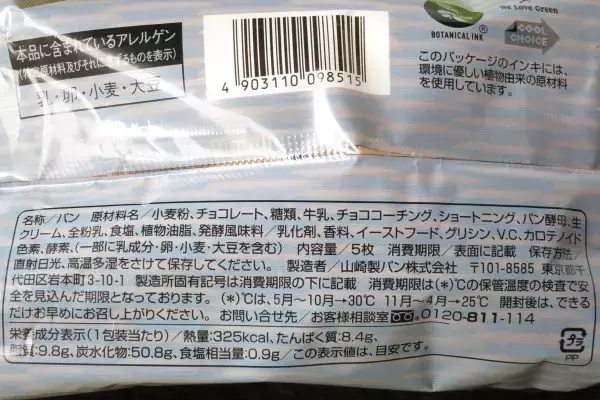 本品に含まれているアレルゲン
(特定原材料及びそれに準ずるものを表示)
乳・卵・小麦・大豆
4 903110 098515
BOTANICAL INK
We Love Green
COOL CHOICE
このパッケージのインキには、
環境に優しい植物由来の原材料
を使用しています。
名称/パン 原材料名/小麦粉、チョコレート、糖類、牛乳、チョココーチング、ショートニング、パン酵母、生
クリーム、全粉乳、食塩、植物油脂、発酵風味料/乳化剤、香料、イーストフード、グリシン、V.C、カロテノイド
色素、酵素、(一部に乳成分・卵・小麦・大豆を含む) 内容量/5枚 消費期限/表面に記載 保存方法/
直射日光、高温多湿をさけて保存してください。 製造者/山崎製パン株式会社 〒101-8585 東京都千
代田区岩本町3-10-1 製造所固有記号は消費期限の下に記載 (*)℃の保管温度の検査で安
全を見込んだ期限となっております。 (*)℃は、5月~10月→30℃ 11月~4月→25℃ 開封後は、できる
だけお早めにお召し上がりください。 お問い合せ先/お客様相談室 0120-811-114
栄養成分表示(1包装当たり)/熱量:325kcal、たんぱく質:8.4g、
脂質:9.8g、炭水化物:50.8g、食塩相当量:0.9g/この表示値は、目安です。
PP